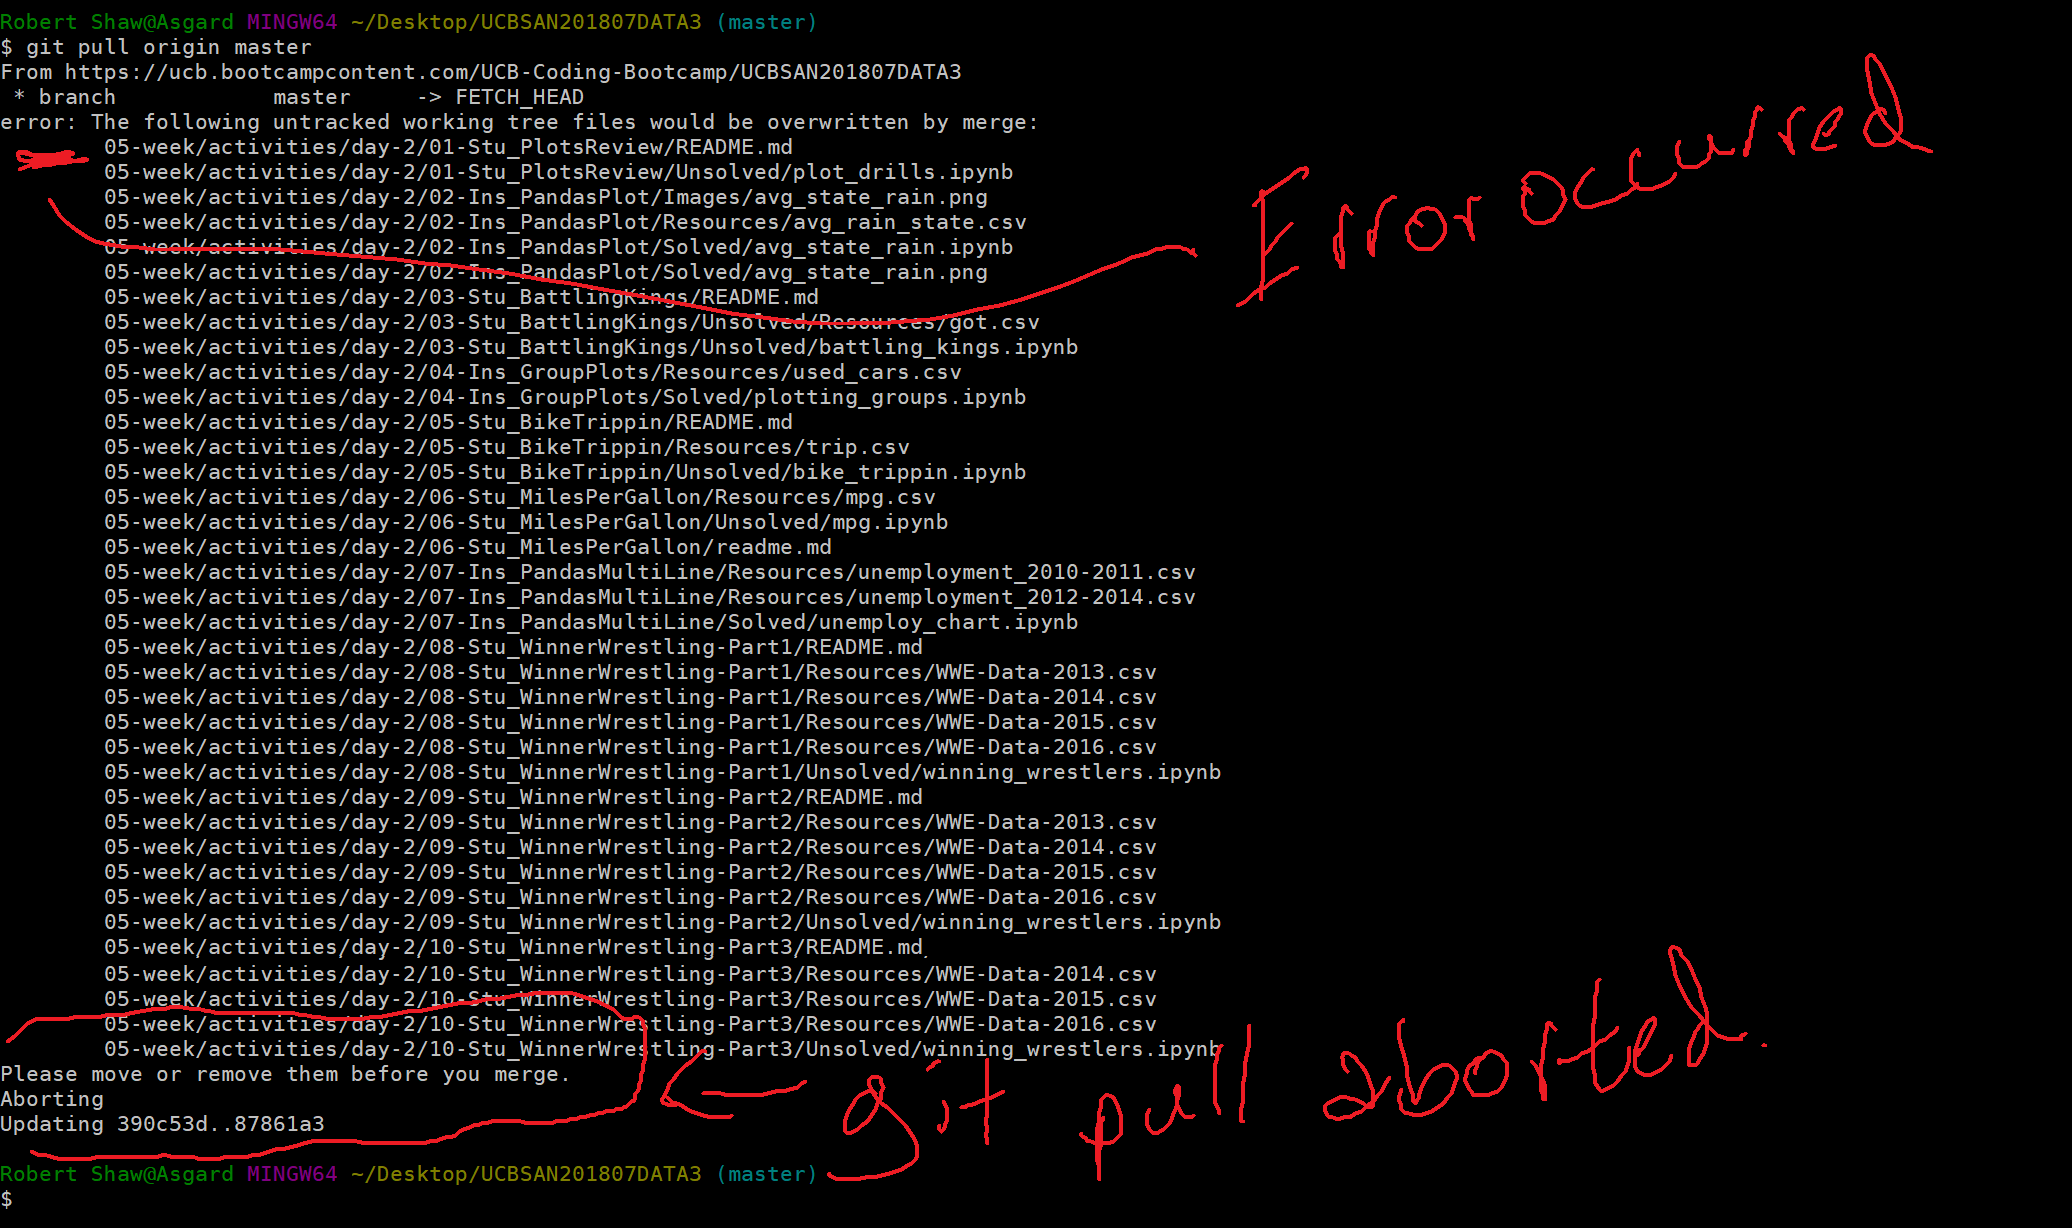 Robert Shaw@Asgard MINGW64 ~/Desktop/UCBSAN201807DATA3 (master)
$ git pull origin master
From https://ucb.bootcampcontent.com/UCB-Coding-Bootcamp/UCBSAN201807DATA3
 * branch            master     -> FETCH_HEAD
error: The following untracked working tree files would be overwritten by merge:
        05-week/activities/day-2/01-Stu_PlotsReview/README.md
        05-week/activities/day-2/01-Stu_PlotsReview/Unsolved/plot_drills.ipynb
        05-week/activities/day-2/02-Ins_PandasPlot/Images/avg_state_rain.png
        05-week/activities/day-2/02-Ins_PandasPlot/Resources/avg_rain_state.csv
        05-week/activities/day-2/02-Ins_PandasPlot/Solved/avg_state_rain.ipynb
        05-week/activities/day-2/02-Ins_PandasPlot/Solved/avg_state_rain.png
        05-week/activities/day-2/03-Stu_BattlingKings/README.md
        05-week/activities/day-2/03-Stu_BattlingKings/Unsolved/Resources/got.csv
        05-week/activities/day-2/03-Stu_BattlingKings/Unsolved/battling_kings.ipynb
        05-week/activities/day-2/04-Ins_GroupPlots/Resources/used_cars.csv
        05-week/activities/day-2/04-Ins_GroupPlots/Solved/plotting_groups.ipynb
        05-week/activities/day-2/05-Stu_BikeTrippin/README.md
        05-week/activities/day-2/05-Stu_BikeTrippin/Resources/trip.csv
        05-week/activities/day-2/05-Stu_BikeTrippin/Unsolved/bike_trippin.ipynb
        05-week/activities/day-2/06-Stu_MilesPerGallon/Resources/mpg.csv
        05-week/activities/day-2/06-Stu_MilesPerGallon/Unsolved/mpg.ipynb
        05-week/activities/day-2/06-Stu_MilesPerGallon/readme.md
        05-week/activities/day-2/07-Ins_PandasMultiLine/Resources/unemployment_2010-2011.csv
        05-week/activities/day-2/07-Ins_PandasMultiLine/Resources/unemployment_2012-2014.csv
        05-week/activities/day-2/07-Ins_PandasMultiLine/Solved/unemploy_chart.ipynb
        05-week/activities/day-2/08-Stu_WinnerWrestling-Part1/README.md
        05-week/activities/day-2/08-Stu_WinnerWrestling-Part1/Resources/WWE-Data-2013.csv
        05-week/activities/day-2/08-Stu_WinnerWrestling-Part1/Resources/WWE-Data-2014.csv
        05-week/activities/day-2/08-Stu_WinnerWrestling-Part1/Resources/WWE-Data-2015.csv
        05-week/activities/day-2/08-Stu_WinnerWrestling-Part1/Resources/WWE-Data-2016.csv
        05-week/activities/day-2/08-Stu_WinnerWrestling-Part1/Unsolved/winning_wrestlers.ipynb
        05-week/activities/day-2/09-Stu_WinnerWrestling-Part2/README.md
        05-week/activities/day-2/09-Stu_WinnerWrestling-Part2/Resources/WWE-Data-2013.csv
        05-week/activities/day-2/09-Stu_WinnerWrestling-Part2/Resources/WWE-Data-2014.csv
        05-week/activities/day-2/09-Stu_WinnerWrestling-Part2/Resources/WWE-Data-2015.csv
        05-week/activities/day-2/09-Stu_WinnerWrestling-Part2/Resources/WWE-Data-2016.csv
        05-week/activities/day-2/09-Stu_WinnerWrestling-Part2/Unsolved/winning_wrestlers.ipynb
        05-week/activities/day-2/10-Stu_WinnerWrestling-Part3/README.md
        05-week/activities/day-2/10-Stu_WinnerWrestling-Part3/Resources/WWE-Data-2014.csv
        05-week/activities/day-2/10-Stu_WinnerWrestling-Part3/Resources/WWE-Data-2015.csv
        05-week/activities/day-2/10-Stu_WinnerWrestling-Part3/Resources/WWE-Data-2016.csv
        05-week/activities/day-2/10-Stu_WinnerWrestling-Part3/Unsolved/winning_wrestlers.ipynb
Please move or remove them before you merge.
Aborting
Updating 390c53d..87861a3
Robert Shaw@Asgard MINGW64 ~/Desktop/UCBSAN201807DATA3 (master)
$
Error occurred
git pull aborted.